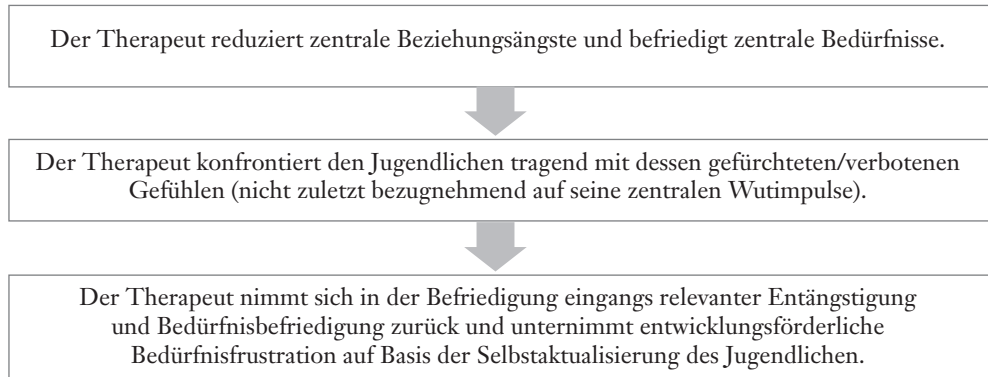 Der Therapeut reduziert zentrale Beziehungsängste und befriedigt zentrale Bedürfnisse.
Der Therapeut konfrontiert den Jugendlichen tragend mit dessen gefürchteten/verbotenen
Gefühlen (nicht zuletzt bezugnehmend auf seine zentralen Wutimpulse).
Der Therapeut nimmt sich in der Befriedigung eingangs relevanter Entängstigung
und Bedürfnisbefriedigung zurück und unternimmt entwicklungsförderliche
Bedürfnisfrustration auf Basis der Selbstaktualisierung des Jugendlichen.